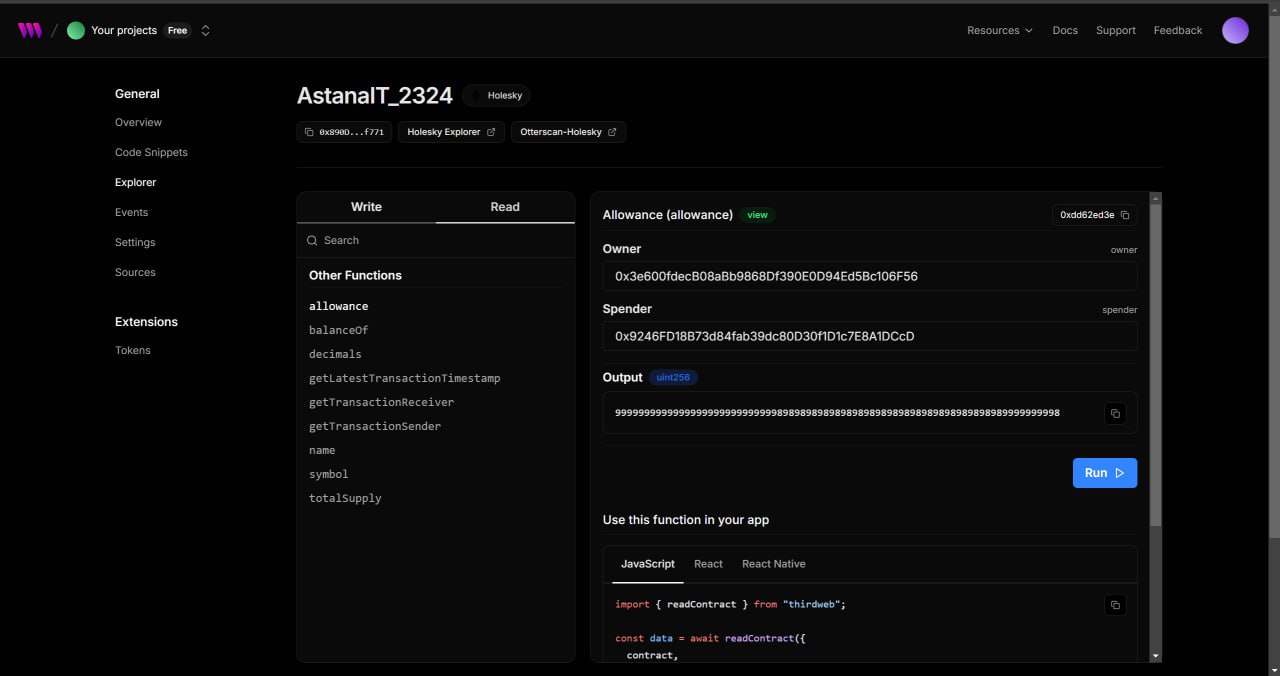 / Your projects Free
Resources Docs Support Feedback
General
Overview
Code Snippets
Explorer
Events
Settings
Sources
Extensions
Tokens
AstanaIT_2324 Holesky
0x890D...f771 Holesky Explorer Otterscan-Holesky
Write Read
Search
Other Functions
allowance
balanceOf
decimals
getLatestTransactionTimestamp
getTransactionReceiver
getTransactionSender
name
symbol
totalSupply
Allowance (allowance) view 0xdd62ed3e
Owner owner
0x3e600fdecB08aBb9868Df390E0D94Ed5Bc106F56
Spender spender
0x9246FD18B73d84fab39dc80D30f1D1c7E8A1DCcD
Output uint256
Run
Use this function in your app
JavaScript React React Native
import { readContract } from "thirdweb";
const data = await readContract({
contract,